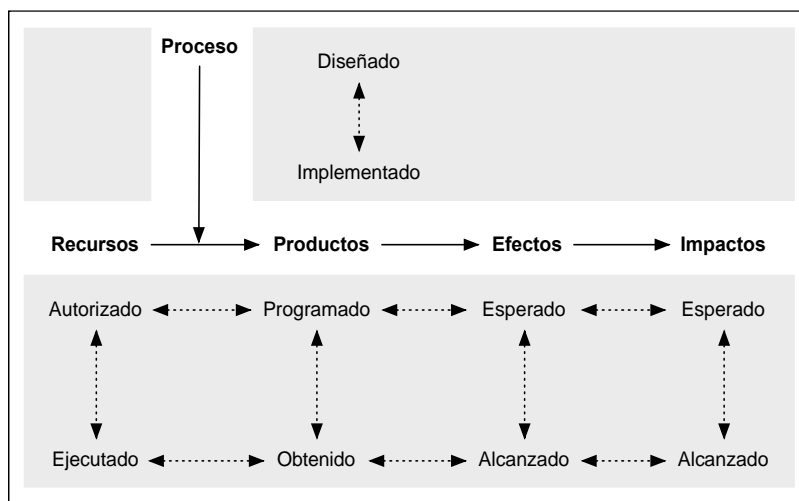 Proceso
Diseñado
Implementado
Recursos Productos Efectos Impactos
Autorizado Programado Esperado Esperado
Ejecutado Obtenido Alcanzado Alcanzado